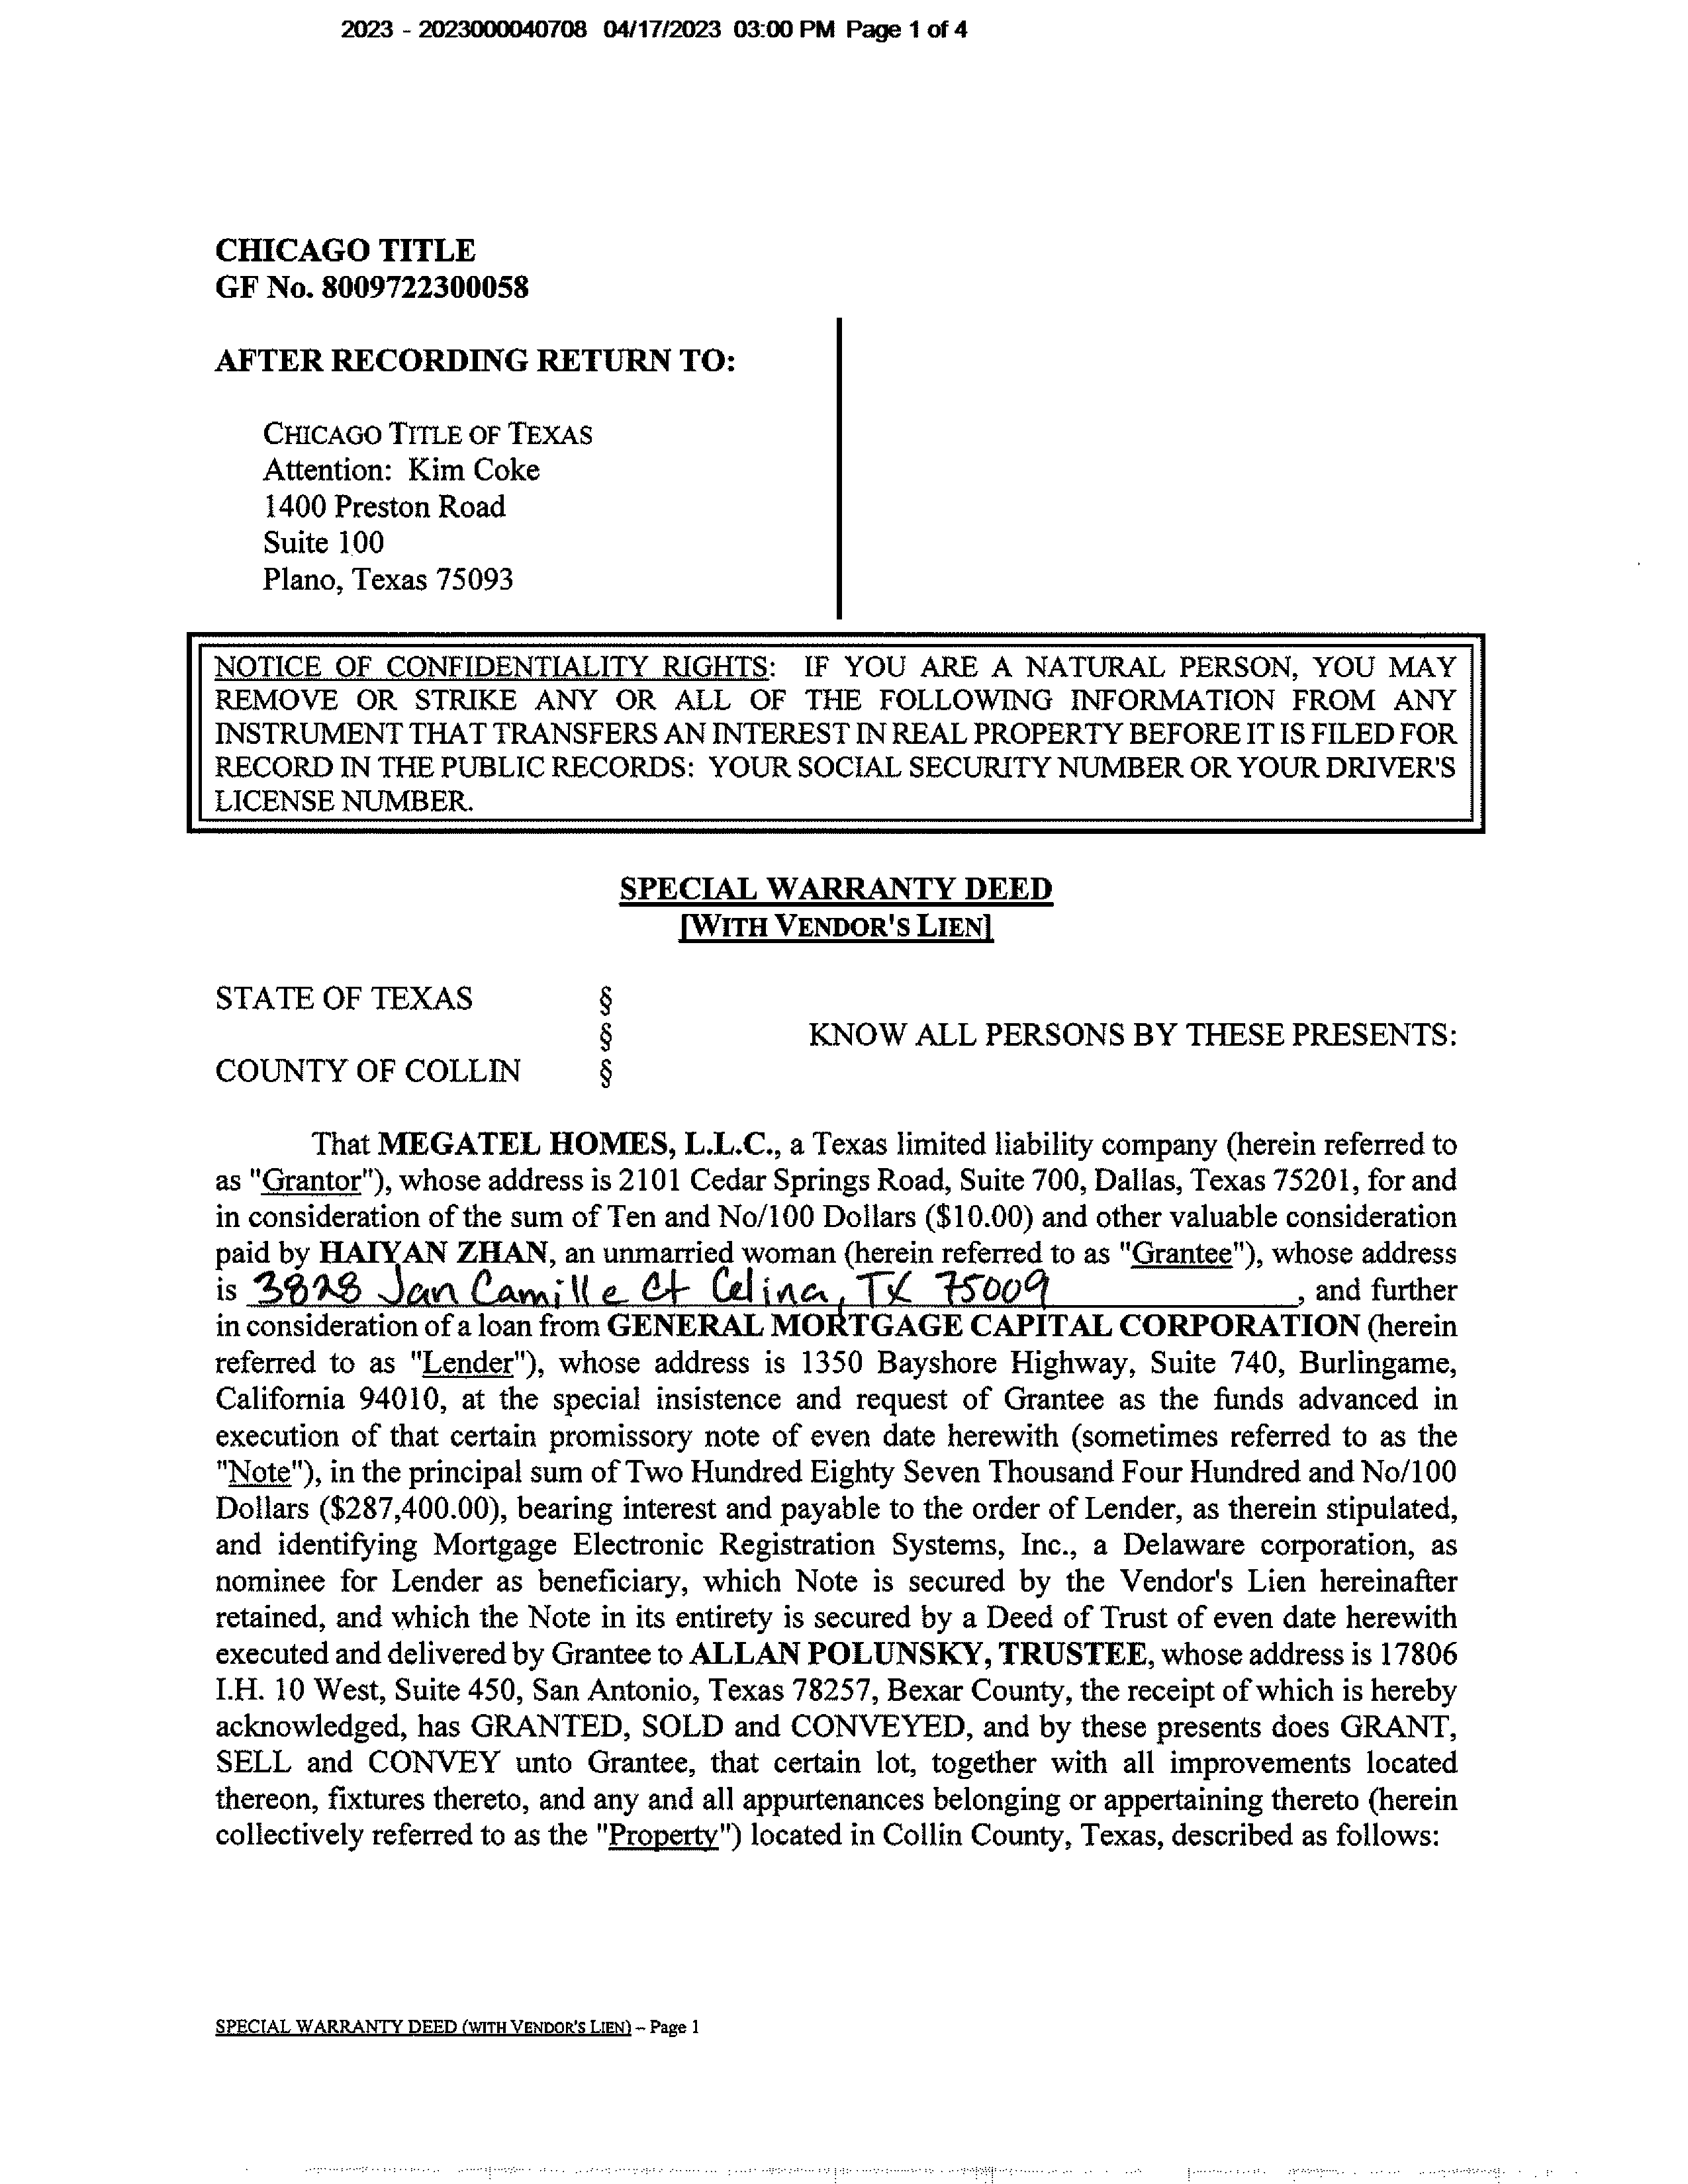 2023 - 2023000040708 04/17/2023 03:00 PM Page 1 of 4
CHICAGO TITLE
GF No. 8009722300058
AFTER RECORDING RETURN TO:
CHICAGO TITLE OF TEXAS
Attention: Kim Coke
1400 Preston Road
Suite 100
Plano, Texas 75093
NOTICE OF CONFIDENTIALITY RIGHTS: IF YOU ARE A NATURAL PERSON, YOU MAY
REMOVE OR STRIKE ANY OR ALL OF THE FOLLOWING INFORMATION FROM ANY
INSTRUMENT THAT TRANSFERS AN INTEREST IN REAL PROPERTY BEFORE IT IS FILED FOR
RECORD IN THE PUBLIC RECORDS: YOUR SOCIAL SECURITY NUMBER OR YOUR DRIVER'S
LICENSE NUMBER.
SPECIAL WARRANTY DEED
[WITH VENDOR'S LIEN]
STATE OF TEXAS §
§ KNOW ALL PERSONS BY THESE PRESENTS:
COUNTY OF COLLIN §
That MEGATEL HOMES, L.L.C., a Texas limited liability company (herein referred to
as "Grantor"), whose address is 2101 Cedar Springs Road, Suite 700, Dallas, Texas 75201, for and
in consideration of the sum of Ten and No/100 Dollars ($10.00) and other valuable consideration
paid by HAIYAN ZHAN, an unmarried woman (herein referred to as "Grantee"), whose address
is 3828 Jan Camille Ct Celina, TX 75009, and further
in consideration of a loan from GENERAL MORTGAGE CAPITAL CORPORATION (herein
referred to as "Lender"), whose address is 1350 Bayshore Highway, Suite 740, Burlingame,
California 94010, at the special insistence and request of Grantee as the funds advanced in
execution of that certain promissory note of even date herewith (sometimes referred to as the
"Note"), in the principal sum of Two Hundred Eighty Seven Thousand Four Hundred and No/100
Dollars ($287,400.00), bearing interest and payable to the order of Lender, as therein stipulated,
and identifying Mortgage Electronic Registration Systems, Inc., a Delaware corporation, as
nominee for Lender as beneficiary, which Note is secured by the Vendor's Lien hereinafter
retained, and which the Note in its entirety is secured by a Deed of Trust of even date herewith
executed and delivered by Grantee to ALLAN POLUNSKY, TRUSTEE, whose address is 17806
I.H. 10 West, Suite 450, San Antonio, Texas 78257, Bexar County, the receipt of which is hereby
acknowledged, has GRANTED, SOLD and CONVEYED, and by these presents does GRANT,
SELL and CONVEY unto Grantee, that certain lot, together with all improvements located
thereon, fixtures thereto, and any and all appurtenances belonging or appertaining thereto (herein
collectively referred to as the "Property") located in Collin County, Texas, described as follows:
SPECIAL WARRANTY DEED (WITH VENDOR'S LIEN) – Page 1